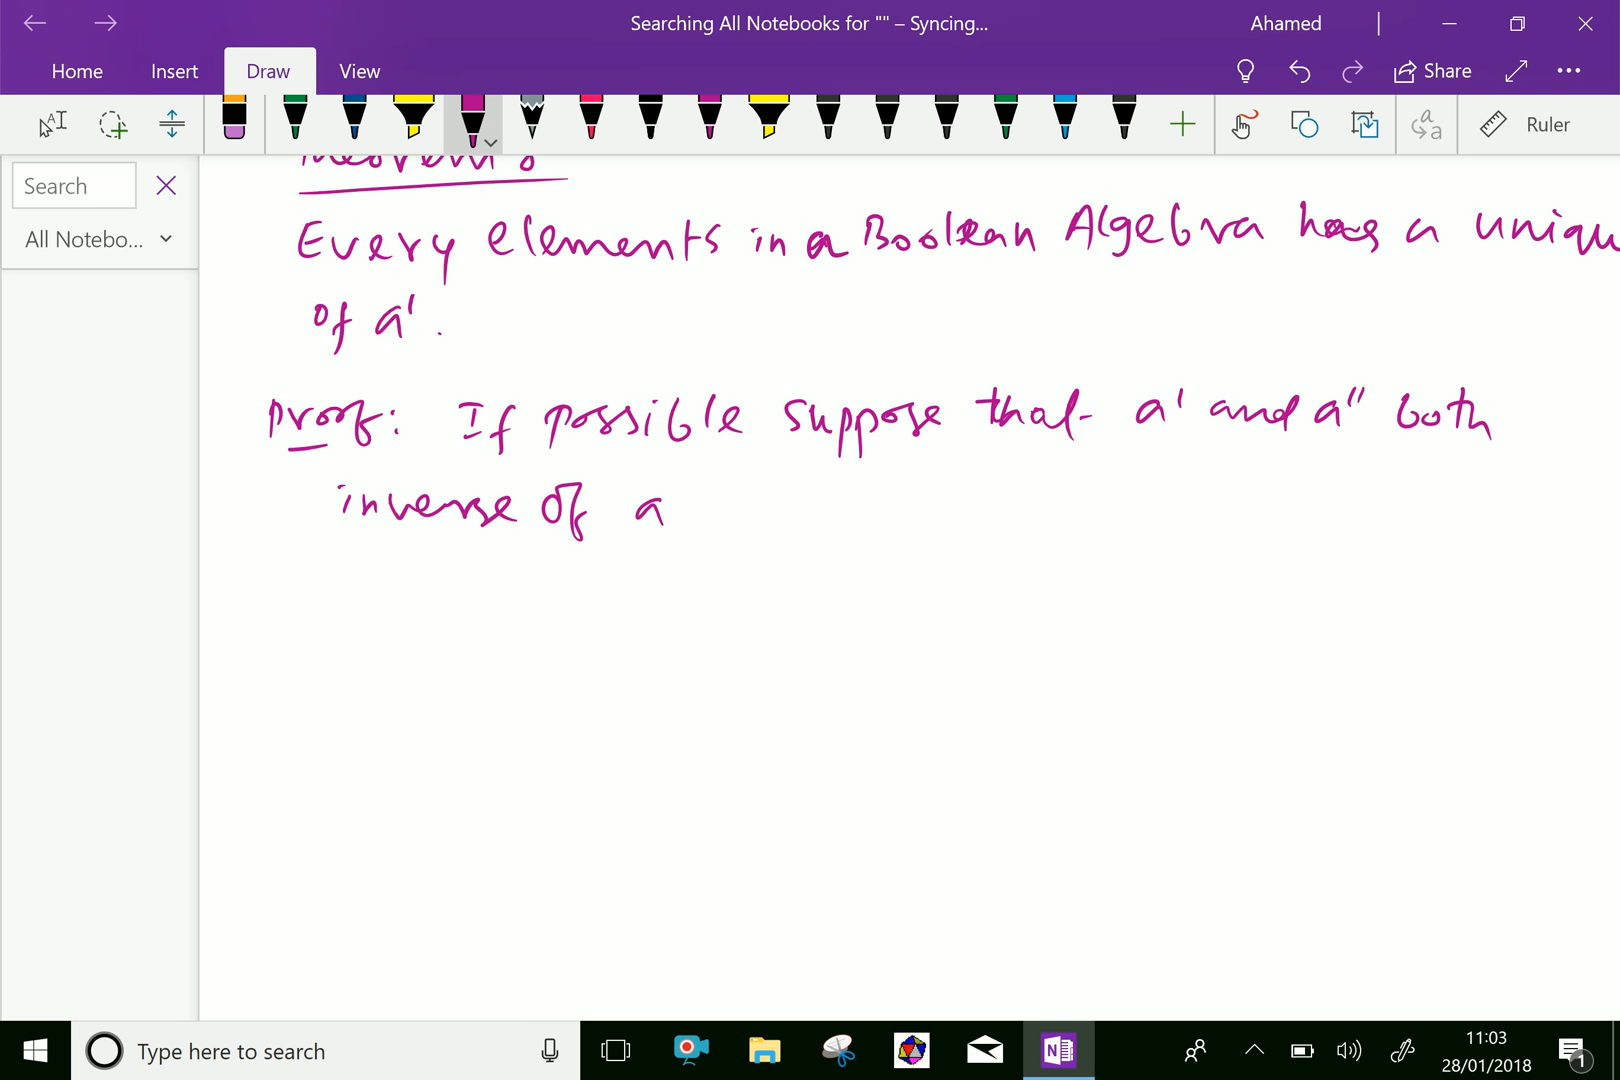 Searching All Notebooks for "" – Syncing...
Ahamed
Home Insert Draw View
Share
Ruler
Search
All Notebo...
Every elements in a Boolean Algebra has a
of a'.
Proof: If possible suppose that a' and a'' both
inverse of a
Type here to search
11:03
28/01/2018
1